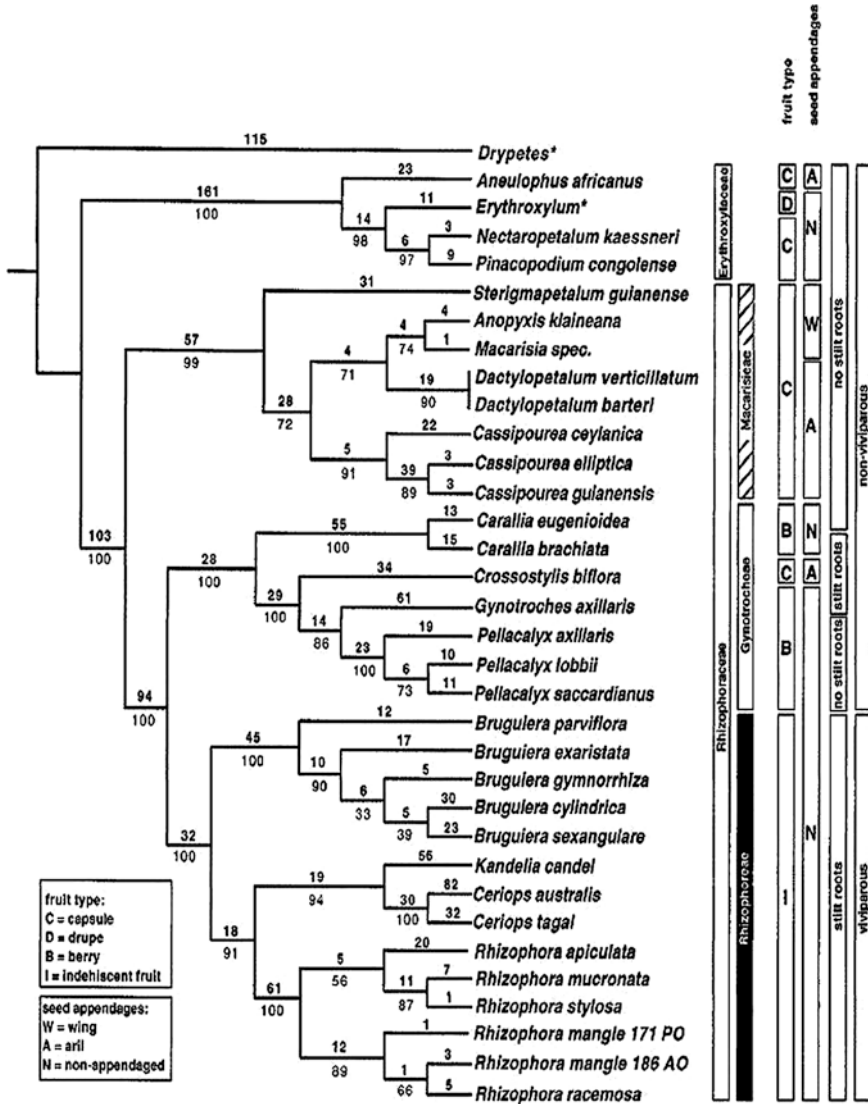 fruit type
seed appendages
115
Drypetes*
23
Aneulophus africanus
C
A
161
100
11
Erythroxylum*
D
14
98
3
Nectaropetalum kaessneri
6
97
9
Pinacopodium congolense
C
N
Erythroxylaceae
31
Sterigmapetalum guianense
4
Anopyxis klaineana
57
99
4
74
1
Macarisia spec.
W
4
71
19
90
Dactylopetalum verticillatum
Dactylopetalum barteri
28
72
22
Cassipourea ceylanica
5
91
3
Cassipourea elliptica
39
89
3
Cassipourea guianensis
Macarisieae
C
A
no stilt roots
non-viviparous
103
100
13
Carallia eugenioidea
55
100
15
Carallia brachiata
B
N
28
100
34
Crossostylis biflora
C
A
stilt roots
29
100
61
Gynotroches axillaris
14
86
19
Pellacalyx axillaris
23
100
10
Pellacalyx lobbii
6
73
11
Pellacalyx saccardianus
Gynotrocheae
B
no stilt roots
Rhizophoraceae
94
100
12
Bruguiera parviflora
45
100
17
Bruguiera exaristata
10
90
5
Bruguiera gymnorrhiza
6
33
30
Bruguiera cylindrica
5
39
23
Bruguiera sexangulare
32
100
56
Kandelia candel
19
94
82
Ceriops australis
30
100
32
Ceriops tagal
18
91
20
Rhizophora apiculata
5
56
7
Rhizophora mucronata
11
87
1
Rhizophora stylosa
61
100
1
Rhizophora mangle 171 PO
12
89
3
Rhizophora mangle 186 AO
1
66
5
Rhizophora racemosa
Rhizophoreae
I
N
stilt roots
viviparous
fruit type:
C = capsule
D = drupe
B = berry
I = indehiscent fruit
seed appendages:
W = wing
A = aril
N = non-appendaged